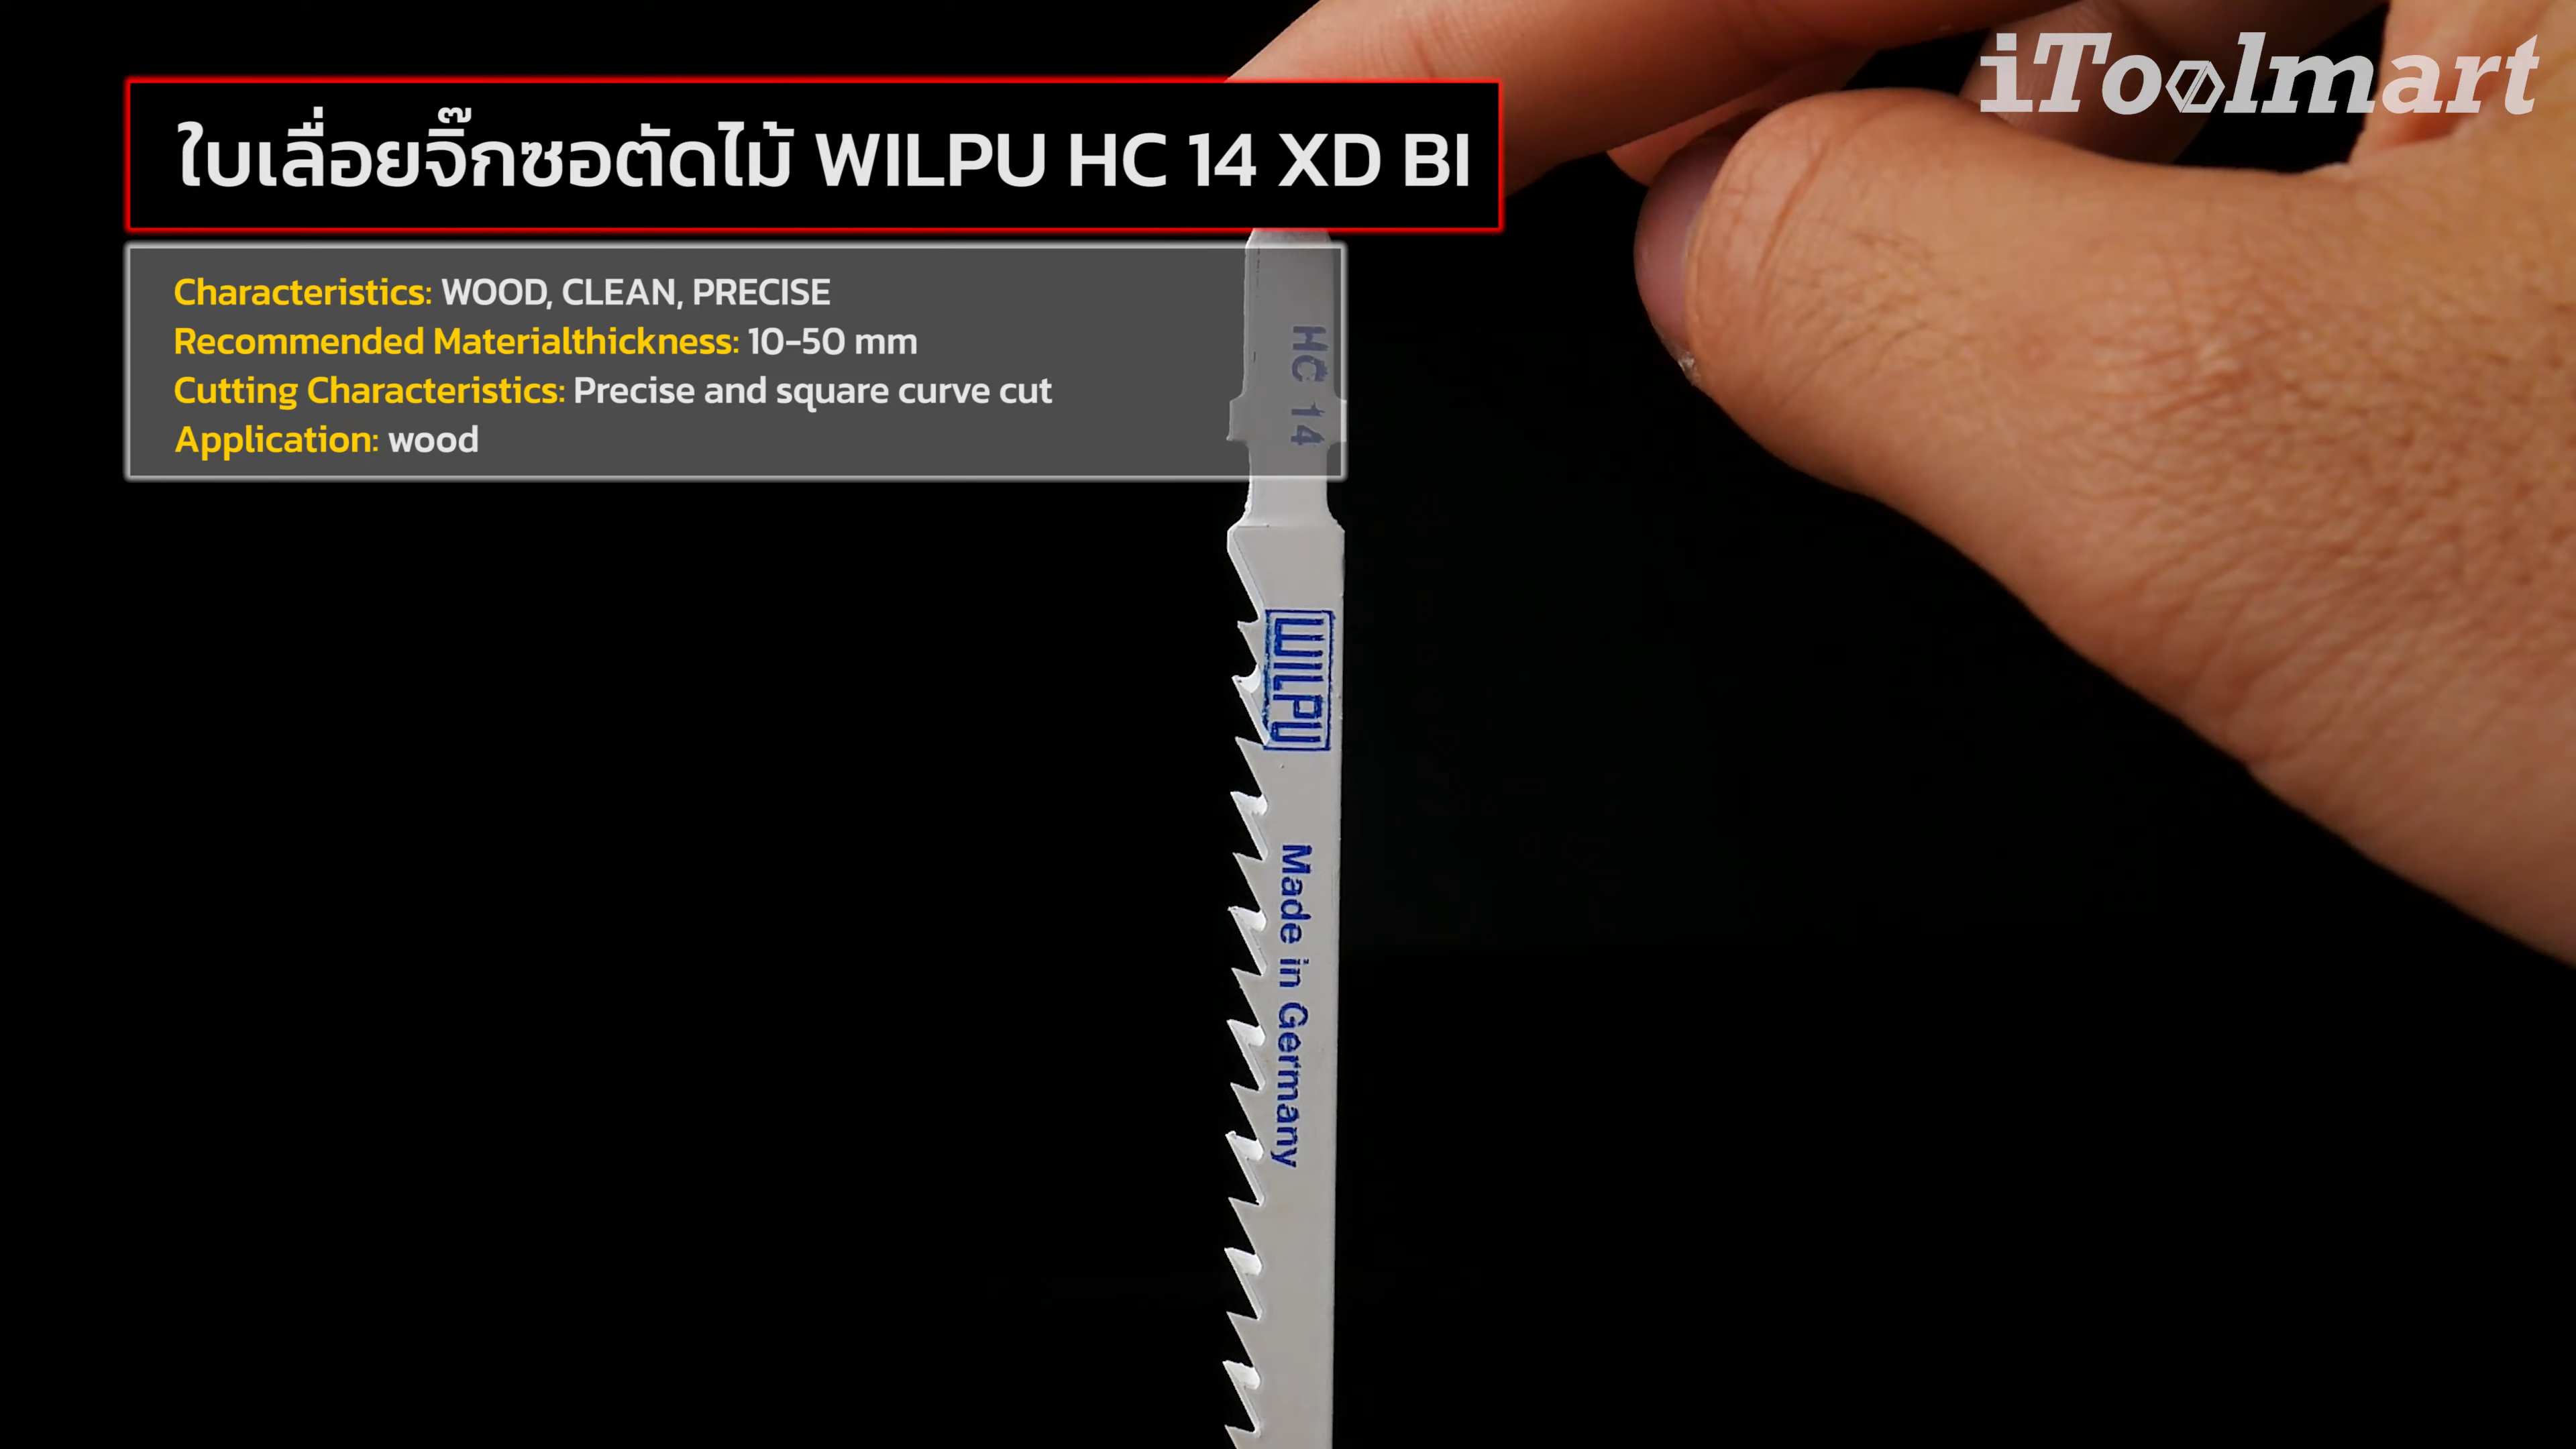 iToolmart
ใบเลื่อยจิ๊กซอตัดไม้ WILPU HC 14 XD BI
Characteristics: WOOD, CLEAN, PRECISE
Recommended Materialthickness: 10-50 mm
Cutting Characteristics: Precise and square curve cut
Application: wood
HC 14
WILPU
Made in Germany